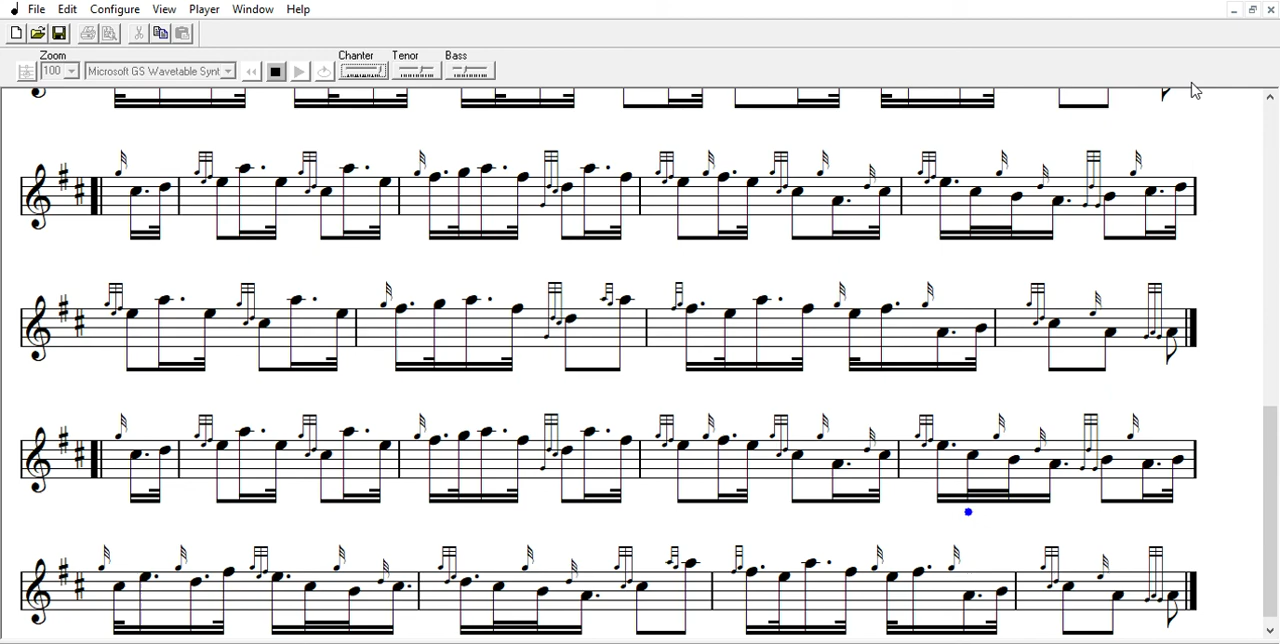 File Edit Configure View Player Window Help
Zoom Chanter Tenor Bass
100 Microsoft GS Wavetable Synt